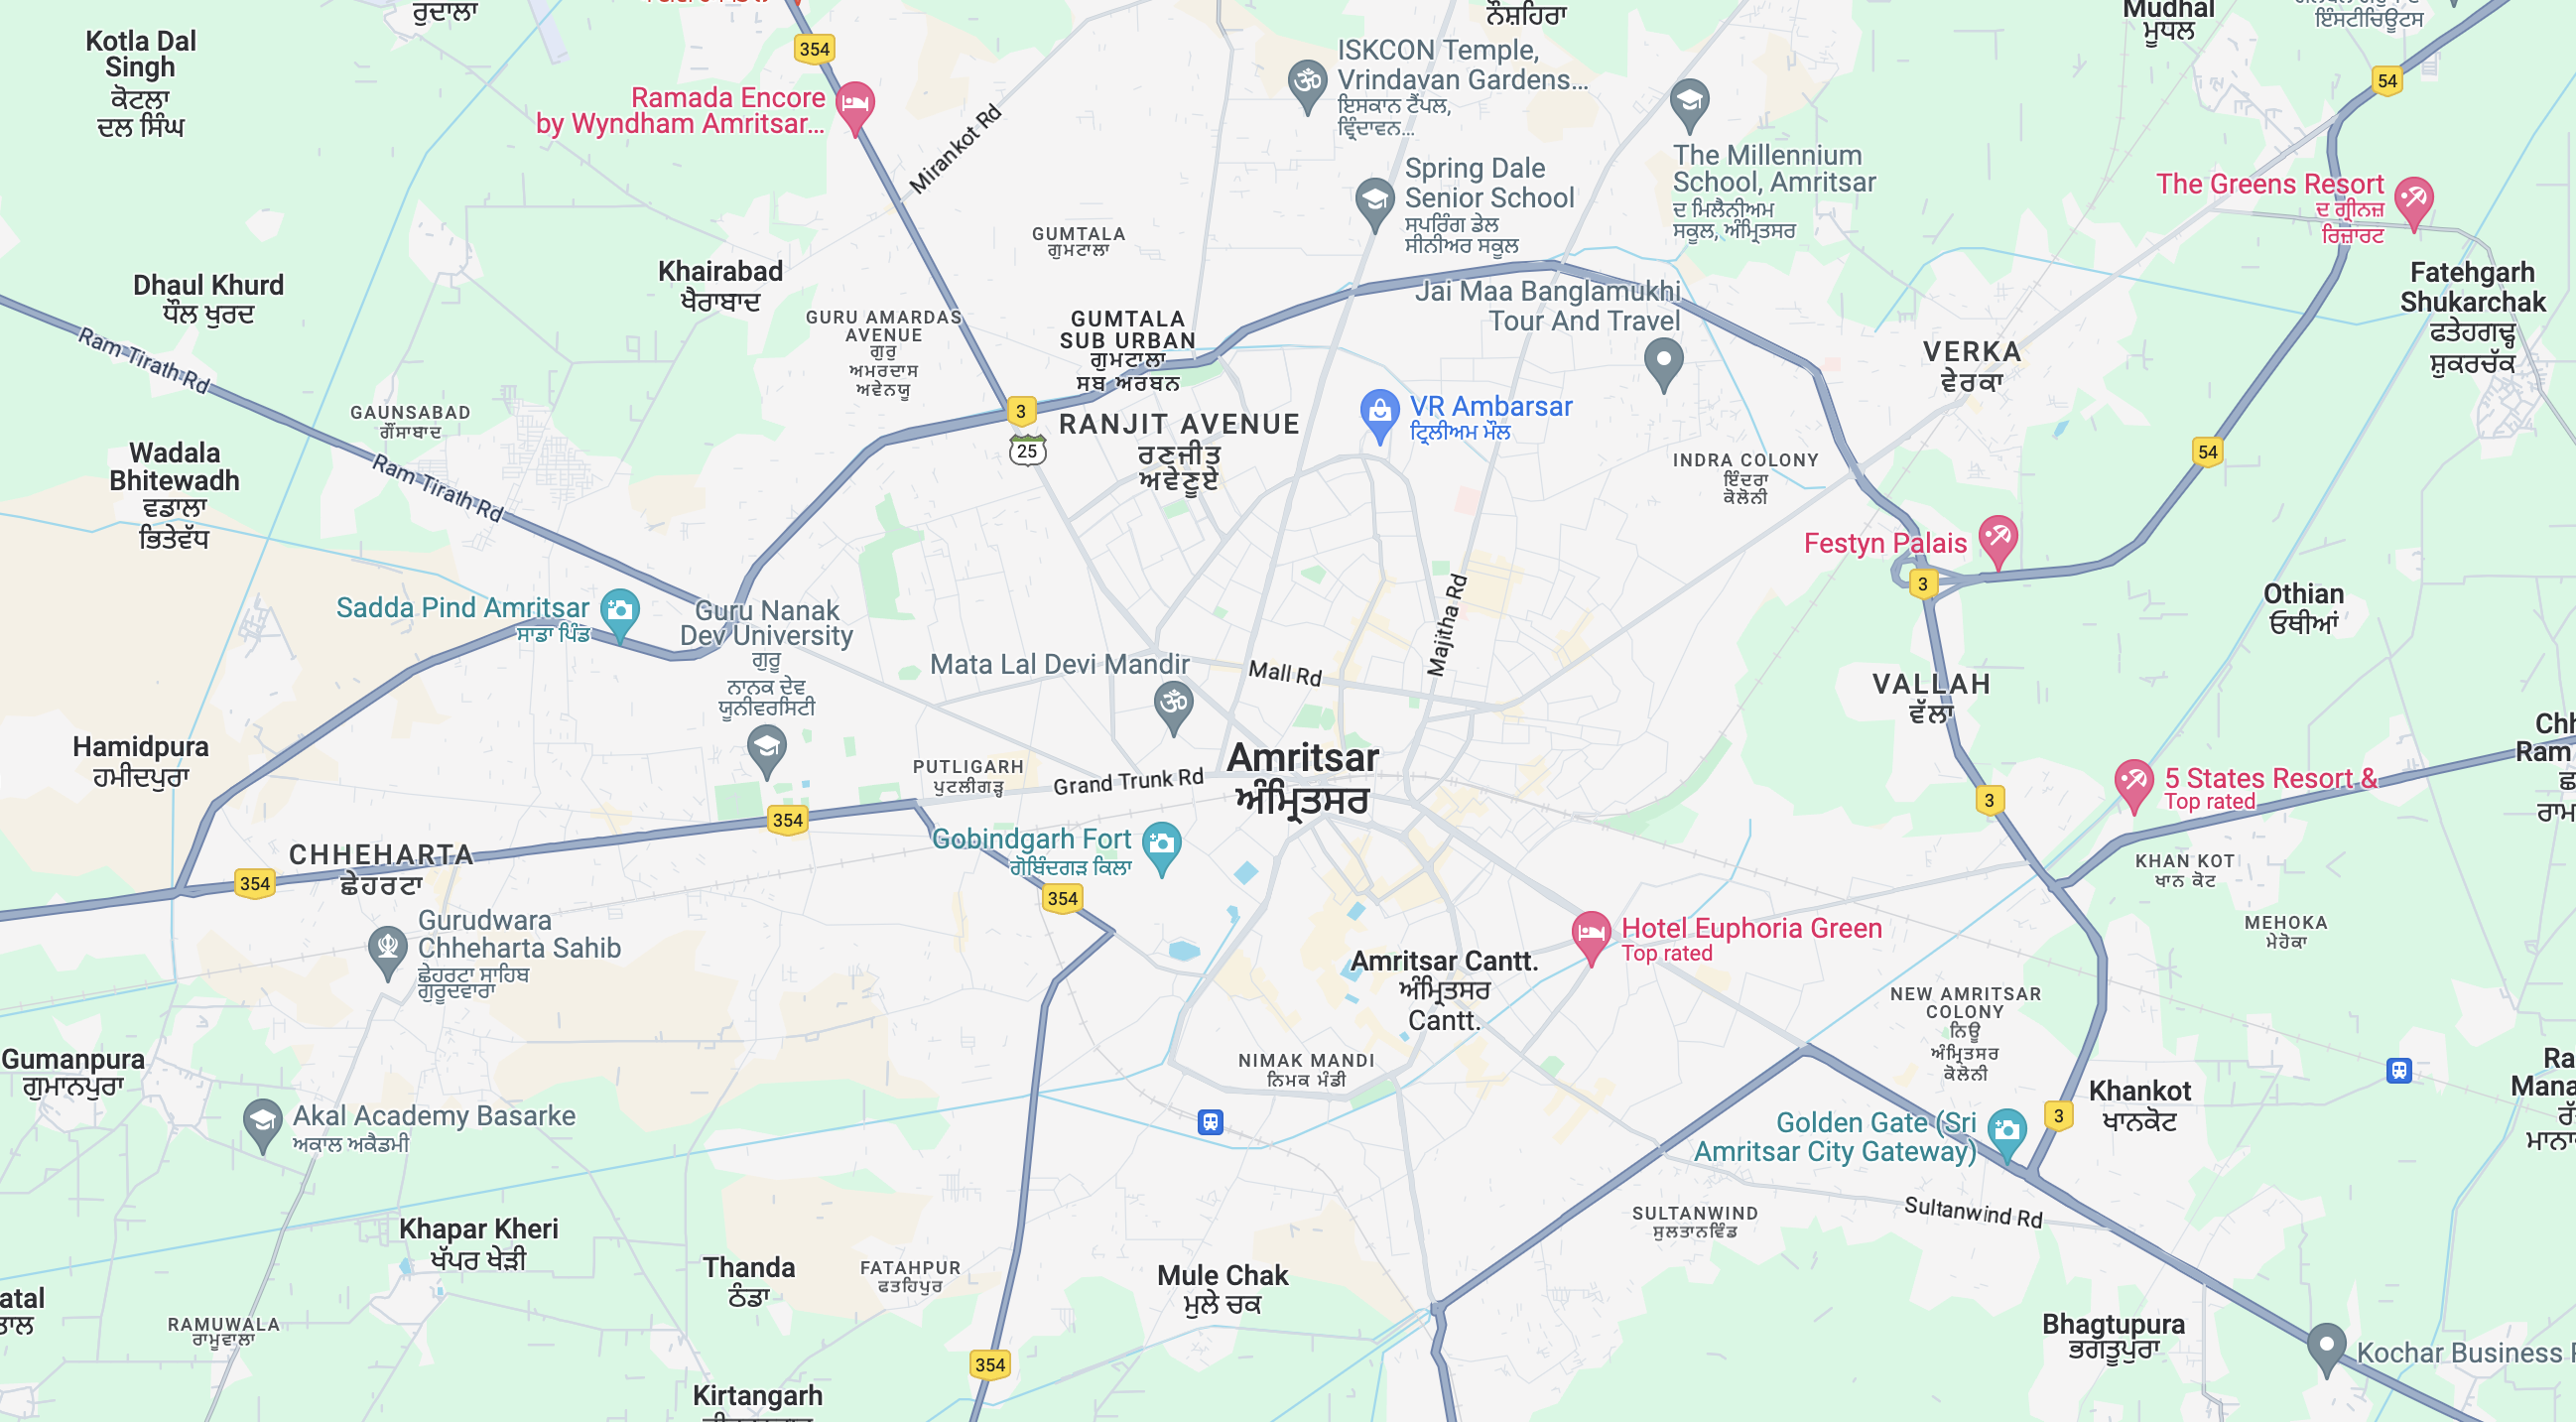 ਰੁਦਾਲਾ
ਨੌਸ਼ਹਿਰਾ
Mudhal
ਮੂਧਲ
ਇੰਸਟੀਚਿਊਟਸ
Kotla Dal
Singh
ਕੋਟਲਾ
ਦਲ ਸਿੰਘ
354
Ramada Encore
by Wyndham Amritsar...
Mirankot Rd
ISKCON Temple,
Vrindavan Gardens...
ਇਸਕਾਨ ਟੈਂਪਲ,
ਵ੍ਰਿੰਦਾਵਨ...
54
The Millennium
School, Amritsar
ਦ ਮਿਲੈਨੀਅਮ
ਸਕੂਲ, ਅੰਮ੍ਰਿਤਸਰ
Spring Dale
Senior School
ਸਪਰਿੰਗ ਡੇਲ
ਸੀਨੀਅਰ ਸਕੂਲ
The Greens Resort
ਦ ਗ੍ਰੀਨਜ਼
ਰਿਜ਼ਾਰਟ
GUMTALA
ਗੁਮਟਾਲਾ
Khairabad
ਖੈਰਾਬਾਦ
Dhaul Khurd
ਧੌਲ ਖੁਰਦ
Fatehgarh
Shukarchak
ਫਤੇਹਗਢ੍ਹ
ਸ਼ੁਕਰਚੱਕ
Jai Maa Banglamukhi
Tour And Travel
GURU AMARDAS
AVENUE
ਗੁਰੂ
ਅਮਰਦਾਸ
ਅਵੇਨਯੂ
GUMTALA
SUB URBAN
ਗੁਮਟਾਲਾ
ਸਬ ਅਰਬਨ
Ram Tirath Rd
VERKA
ਵੇਰਕਾ
GAUNSABAD
ਗੌਂਸਾਬਾਦ
3
25
RANJIT AVENUE
ਰਣਜੀਤ
ਅਵੇਣੂਏ
VR Ambarsar
ਟ੍ਰਿਲੀਅਮ ਮੌਲ
Wadala
Bhitewadh
ਵਡਾਲਾ
ਭਿਤੇਵੱਧ
Ram Tirath Rd
INDRA COLONY
ਇੰਦਰਾ
ਕੋਲੋਨੀ
54
Festyn Palais
3
Othian
ਓਥੀਆਂ
Sadda Pind Amritsar
ਸਾਡਾ ਪਿੰਡ
Guru Nanak
Dev University
ਗੁਰੂ
ਨਾਨਕ ਦੇਵ
ਯੂਨੀਵਰਸਿਟੀ
Majitha Rd
Mata Lal Devi Mandir
Mall Rd
VALLAH
ਵੱਲਾ
Hamidpura
ਹਮੀਦਪੁਰਾ
PUTLIGARH
ਪੁਟਲੀਗੜ੍ਹ
Grand Trunk Rd
Amritsar
ਅੰਮ੍ਰਿਤਸਰ
3
5 States Resort &
Top rated
Ram
354
CHHEHARTA
ਛੇਹਰਟਾ
354
Gobindgarh Fort
ਗੋਬਿੰਦਗੜ ਕਿਲਾ
354
KHAN KOT
ਖਾਨ ਕੋਟ
Gurudwara
Chheharta Sahib
ਛੇਹਰਟਾ ਸਾਹਿਬ
ਗੁਰੂਦਵਾਰਾ
Hotel Euphoria Green
Top rated
MEHOKA
ਮੇਹੋਕਾ
Amritsar Cantt.
ਅੰਮ੍ਰਿਤਸਰ
Cantt.
NEW AMRITSAR
COLONY
ਨਿਊ
ਅੰਮ੍ਰਿਤਸਰ
ਕੋਲੋਨੀ
Gumanpura
ਗੁਮਾਨਪੁਰਾ
NIMAK MANDI
ਨਿਮਕ ਮੰਡੀ
Khankot
ਖਾਨਕੋਟ
3
Akal Academy Basarke
ਅਕਾਲ ਅਕੈਡਮੀ
Golden Gate (Sri
Amritsar City Gateway)
SULTANWIND
ਸੁਲਤਾਨਵਿੰਡ
Sultanwind Rd
Khapar Kheri
ਖੱਪਰ ਖੇੜੀ
Thanda
ਠੰਡਾ
FATAHPUR
ਫਤਹਿਪੁਰ
Mule Chak
ਮੁਲੇ ਚਕ
RAMUWALA
ਰਾਮੂਵਾਲਾ
354
Bhagtupura
ਭਗਤੂਪੁਰਾ
Kochar Business
Kirtangarh